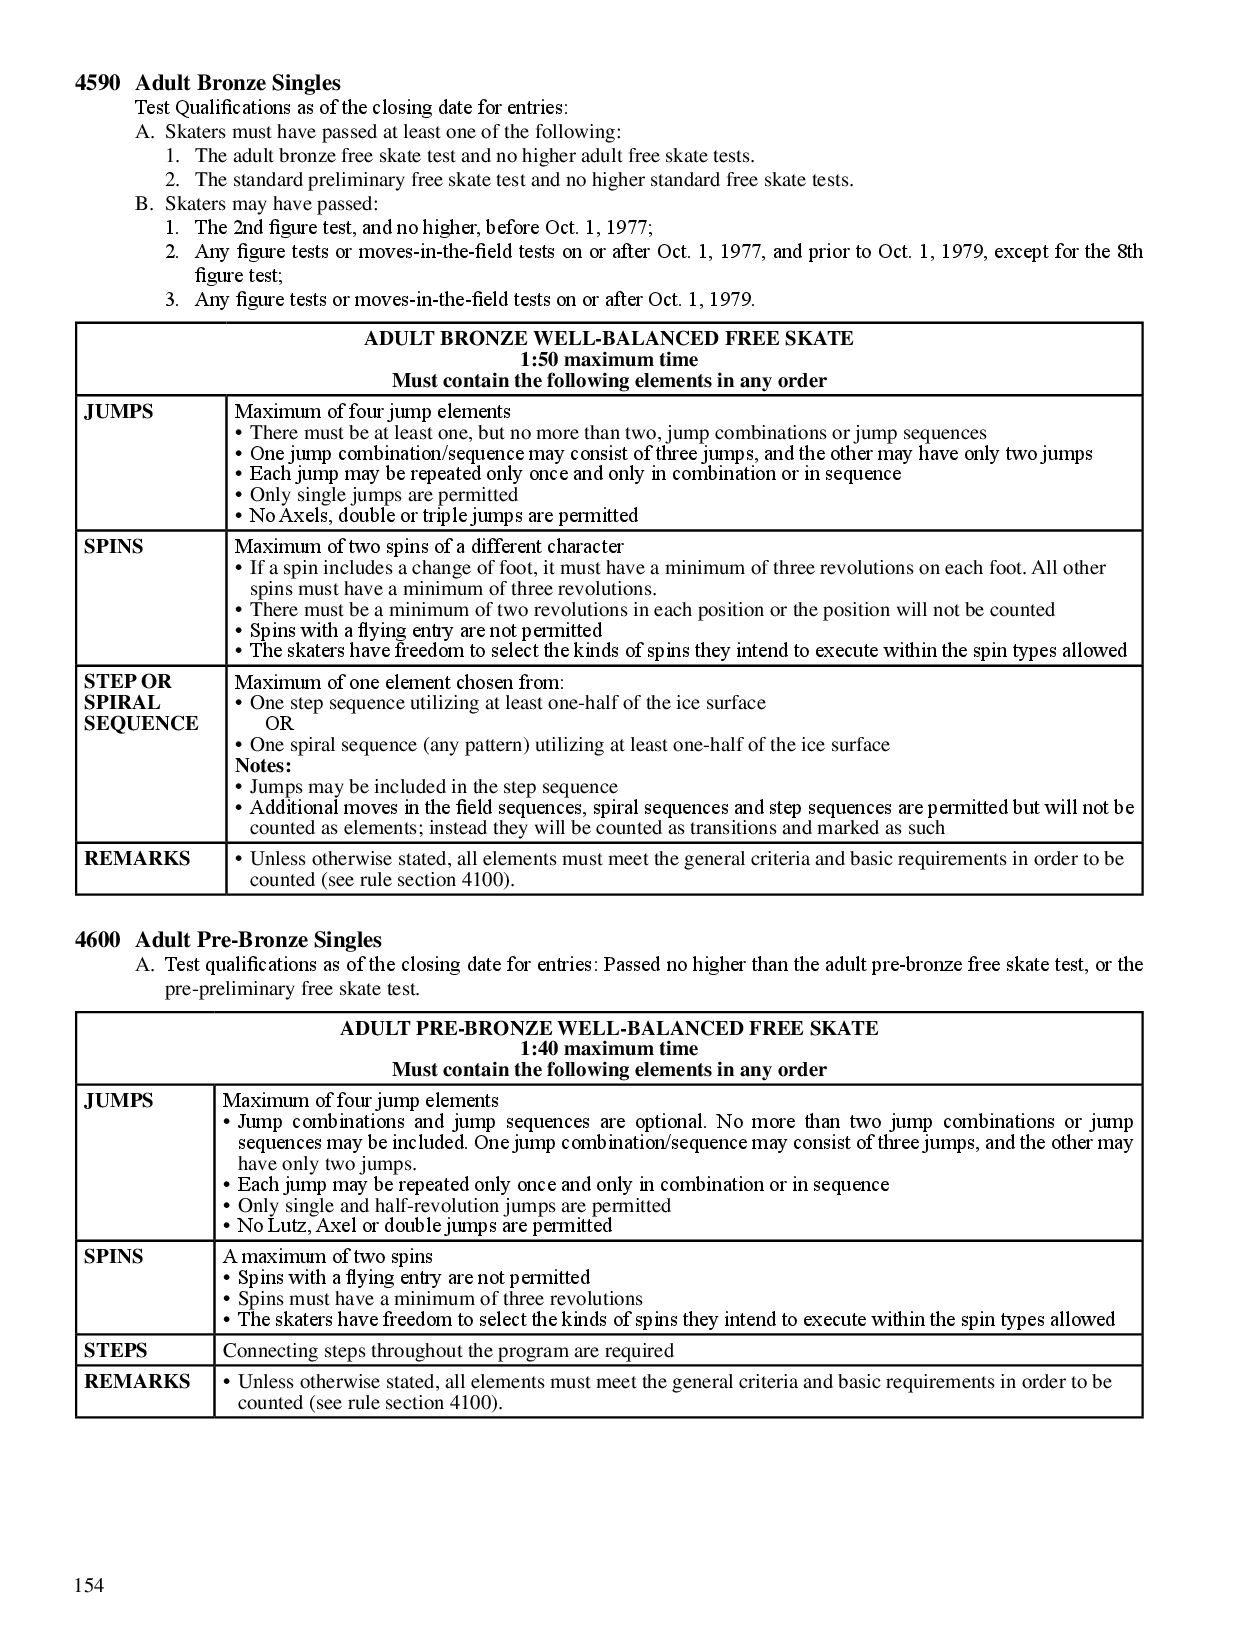 4590 Adult Bronze Singles
Test Qualifications as of the closing date for entries:
A. Skaters must have passed at least one of the following:
1. The adult bronze free skate test and no higher adult free skate tests.
2. The standard preliminary free skate test and no higher standard free skate tests.
B. Skaters may have passed:
1. The 2nd figure test, and no higher, before Oct. 1, 1977;
2. Any figure tests or moves-in-the-field tests on or after Oct. 1, 1977, and prior to Oct. 1, 1979, except for the 8th
figure test;
3. Any figure tests or moves-in-the-field tests on or after Oct. 1, 1979.
ADULT BRONZE WELL-BALANCED FREE SKATE
1:50 maximum time
Must contain the following elements in any order
JUMPS
Maximum of four jump elements
• There must be at least one, but no more than two, jump combinations or jump sequences
• One jump combination/sequence may consist of three jumps, and the other may have only two jumps
• Each jump may be repeated only once and only in combination or in sequence
• Only single jumps are permitted
• No Axels, double or triple jumps are permitted
SPINS
Maximum of two spins of a different character
• If a spin includes a change of foot, it must have a minimum of three revolutions on each foot. All other
spins must have a minimum of three revolutions.
• There must be a minimum of two revolutions in each position or the position will not be counted
• Spins with a flying entry are not permitted
• The skaters have freedom to select the kinds of spins they intend to execute within the spin types allowed
STEP OR
SPIRAL
SEQUENCE
Maximum of one element chosen from:
• One step sequence utilizing at least one-half of the ice surface
OR
• One spiral sequence (any pattern) utilizing at least one-half of the ice surface
Notes:
• Jumps may be included in the step sequence
• Additional moves in the field sequences, spiral sequences and step sequences are permitted but will not be
counted as elements; instead they will be counted as transitions and marked as such
REMARKS
• Unless otherwise stated, all elements must meet the general criteria and basic requirements in order to be
counted (see rule section 4100).
4600 Adult Pre-Bronze Singles
A. Test qualifications as of the closing date for entries: Passed no higher than the adult pre-bronze free skate test, or the
pre-preliminary free skate test.
ADULT PRE-BRONZE WELL-BALANCED FREE SKATE
1:40 maximum time
Must contain the following elements in any order
JUMPS
Maximum of four jump elements
• Jump combinations and jump sequences are optional. No more than two jump combinations or jump
sequences may be included. One jump combination/sequence may consist of three jumps, and the other may
have only two jumps.
• Each jump may be repeated only once and only in combination or in sequence
• Only single and half-revolution jumps are permitted
• No Lutz, Axel or double jumps are permitted
SPINS
A maximum of two spins
• Spins with a flying entry are not permitted
• Spins must have a minimum of three revolutions
• The skaters have freedom to select the kinds of spins they intend to execute within the spin types allowed
STEPS
Connecting steps throughout the program are required
REMARKS
• Unless otherwise stated, all elements must meet the general criteria and basic requirements in order to be
counted (see rule section 4100).
154